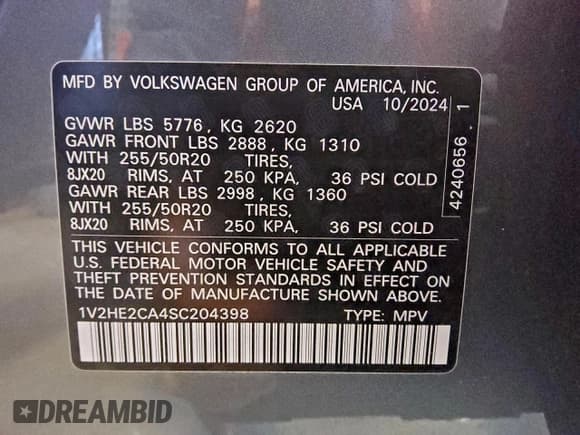 MFD BY VOLKSWAGEN GROUP OF AMERICA, INC.
USA 10/2024
GVWR LBS 5776 , KG 2620
GAWR FRONT LBS 2888 , KG 1310
WITH 255/50R20 TIRES,
8JX20 RIMS, AT 250 KPA, 36 PSI COLD
GAWR REAR LBS 2998 , KG 1360
WITH 255/50R20 TIRES,
8JX20 RIMS, AT 250 KPA, 36 PSI COLD
THIS VEHICLE CONFORMS TO ALL APPLICABLE
U.S. FEDERAL MOTOR VEHICLE SAFETY AND
THEFT PREVENTION STANDARDS IN EFFECT ON
THE DATE OF MANUFACTURE SHOWN ABOVE
1V2HE2CA4SC204398 TYPE: MPV
4240656 . 1
DREAMBID